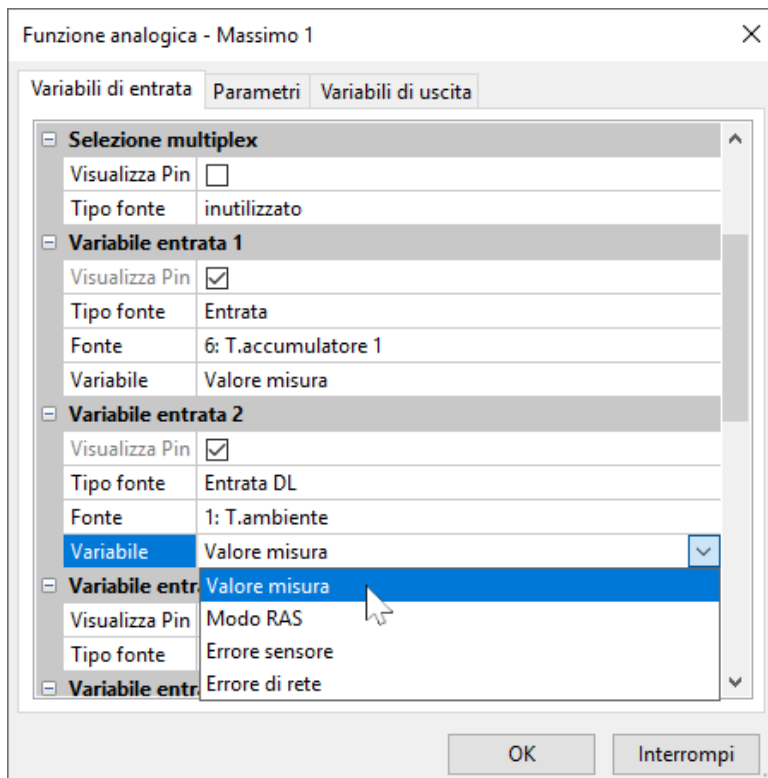 Funzione analogica - Massimo 1
Variabili di entrata Parametri Variabili di uscita
Selezione multiplex
Visualizza Pin
Tipo fonte inutilizzato
Variabile entrata 1
Visualizza Pin
Tipo fonte Entrata
Fonte 6: T.accumulatore 1
Variabile Valore misura
Variabile entrata 2
Visualizza Pin
Tipo fonte Entrata DL
Fonte 1: T.ambiente
Variabile Valore misura
Variabile entr Valore misura
Visualizza Pin Modo RAS
Tipo fonte Errore sensore
Variabile entr Errore di rete
OK Interrompi